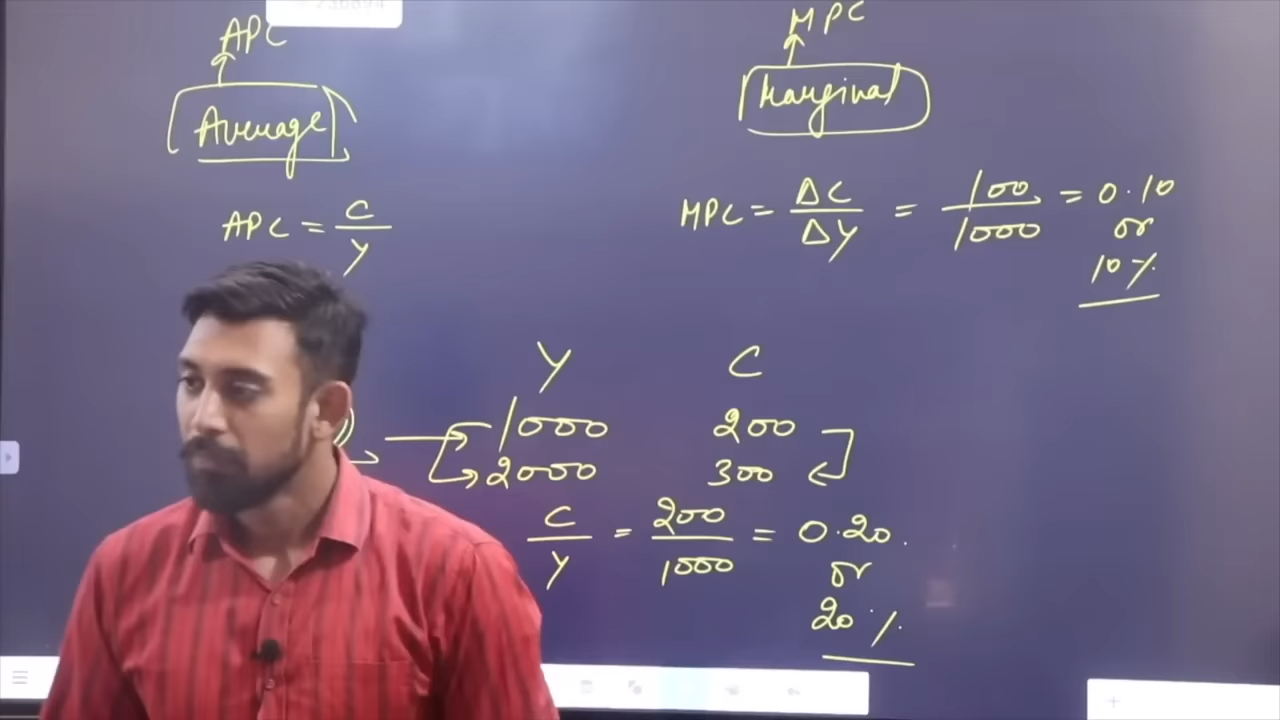 APC
Average
APC = C/Y
MPC
Marginal
MPC = ΔC/ΔY = 100/1000 = 0.10
or
10%
Y C
1000 200
2000 300
C/Y = 200/1000 = 0.20
or
20%